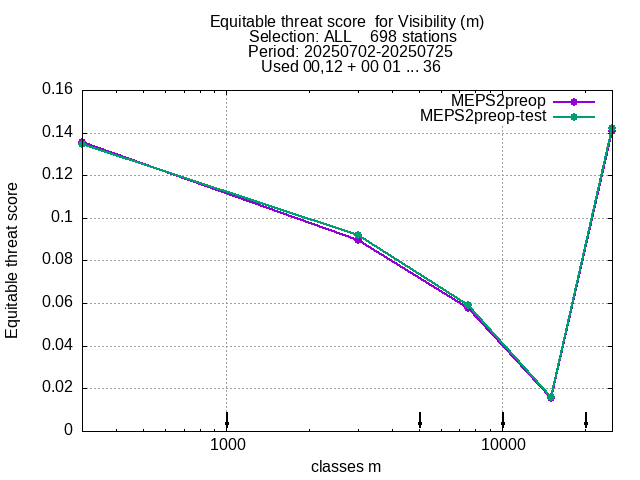 Equitable threat score  for Visibility (m)
Selection: ALL    698 stations
Period: 20250702-20250725
Used 00,12 + 00 01 ... 36
MEPS2preop
MEPS2preop-test
0.16
0.14
0.12
0.1
0.08
0.06
0.04
0.02
0
Equitable threat score
1000
10000
classes m